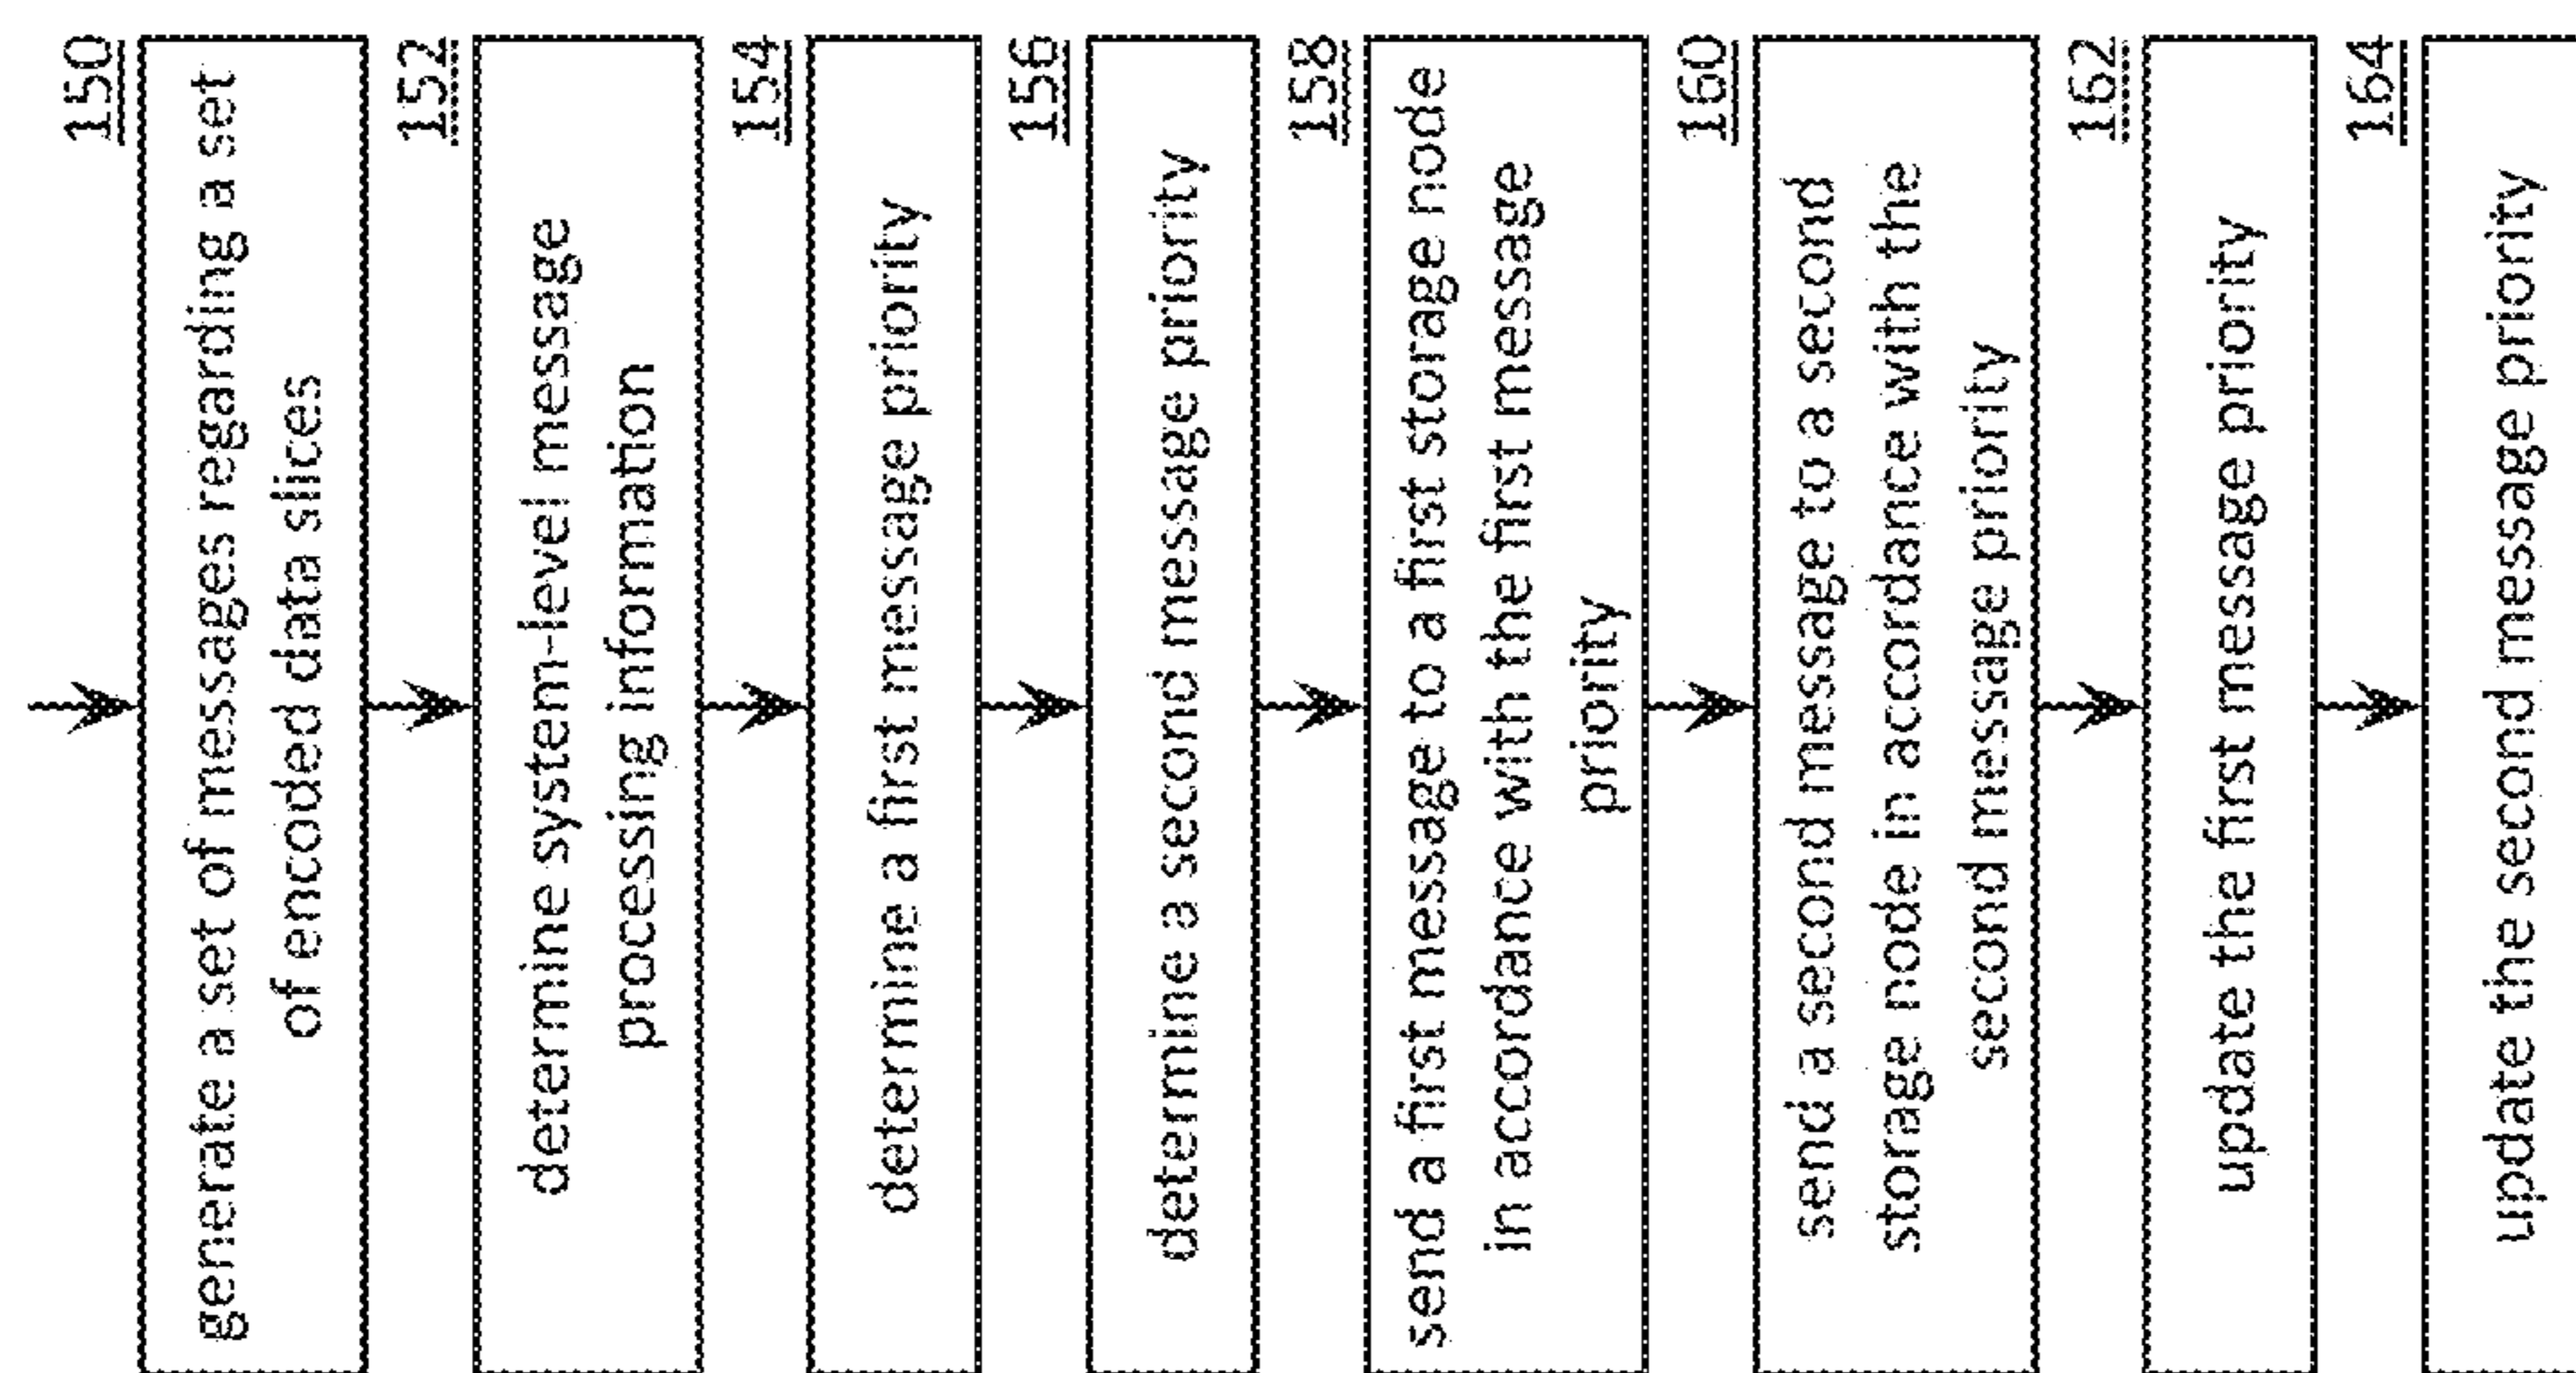 150
generate a set of messages regarding a set
of encoded data slices
152
determine system-level message
processing information
154
determine a first message priority
156
determine a second message priority
158
send a first message to a first storage node
in accordance with the first message
priority
160
send a second message to a second
storage node in accordance with the
second message priority
162
update the first message priority
164
update the second message priority